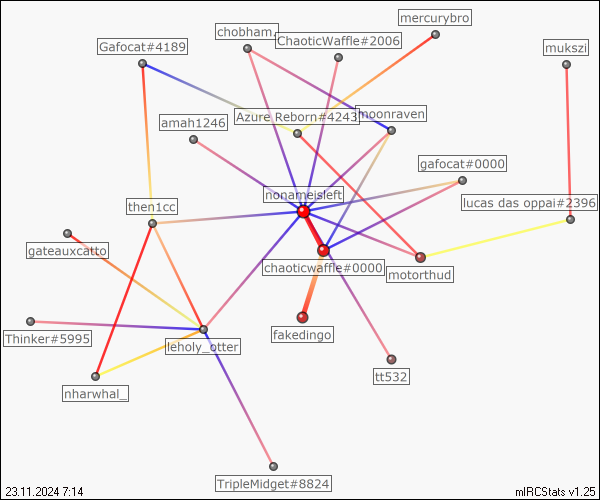 mercurybro
chobham_
ChaoticWaffle#2006
Gafocat#4189
mukszi
Azure Reborn#4243
moonraven
amah1246
gafocat#0000
nonameisleft
lucas das oppai#2396
then1cc
gateauxcatto
chaoticwaffle#0000
motorthud
fakedingo
Thinker#5995
leholy_otter
tt532
nharwhal_
TripleMidget#8824
23.11.2024 7:14
mIRCStats v1.25